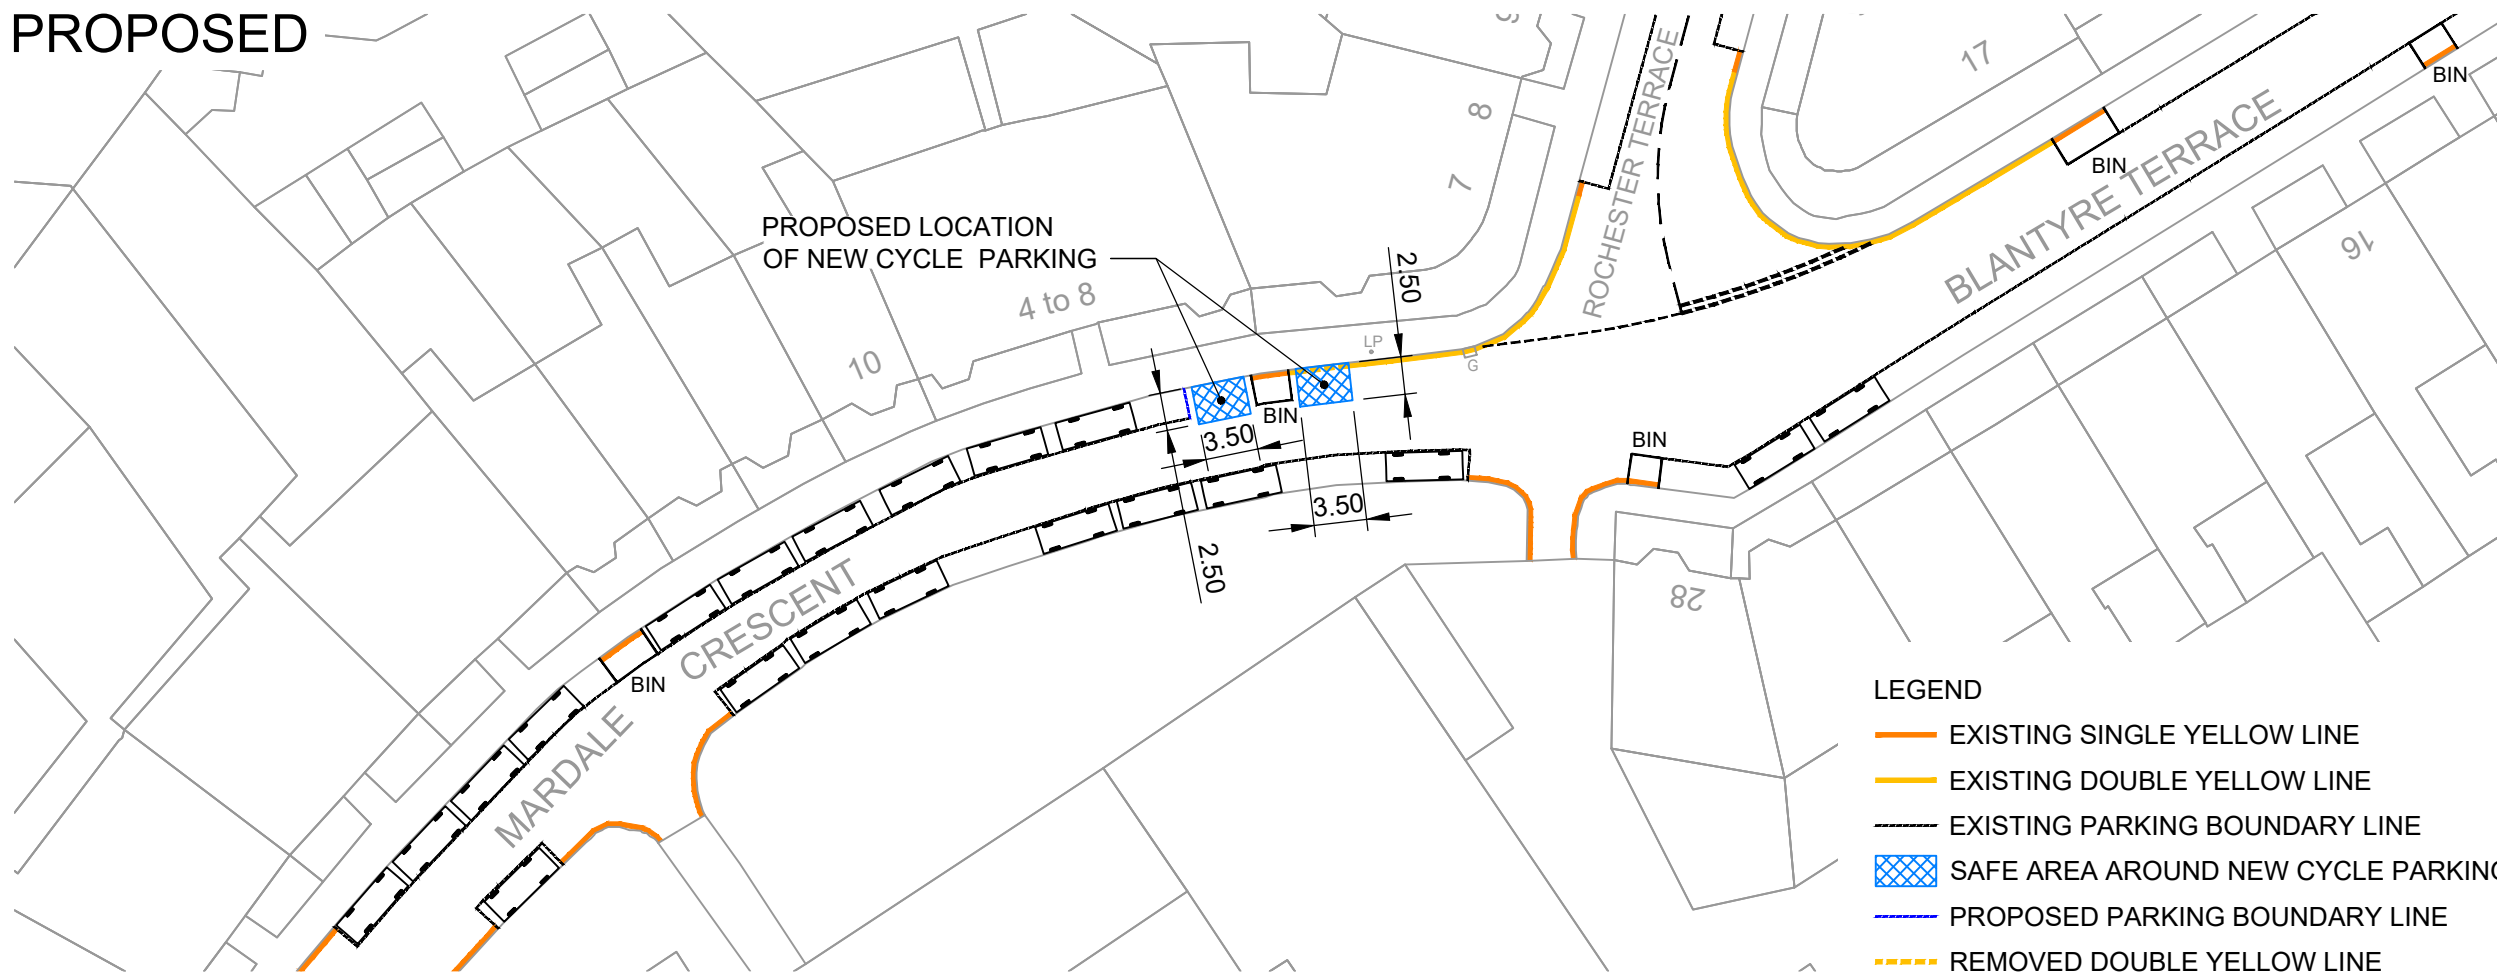 PROPOSED
17
BIN
8
ROCHESTER TERRACE
BIN
BLANTYRE TERRACE
7
PROPOSED LOCATION
OF NEW CYCLE PARKING
16
2.50
4 to 8
LP
10
G
BIN
3.50
BIN
3.50
2.50
28
CRESCENT
BIN
MARDALE
LEGEND
EXISTING SINGLE YELLOW LINE
EXISTING DOUBLE YELLOW LINE
EXISTING PARKING BOUNDARY LINE
SAFE AREA AROUND NEW CYCLE PARKING
PROPOSED PARKING BOUNDARY LINE
REMOVED DOUBLE YELLOW LINE